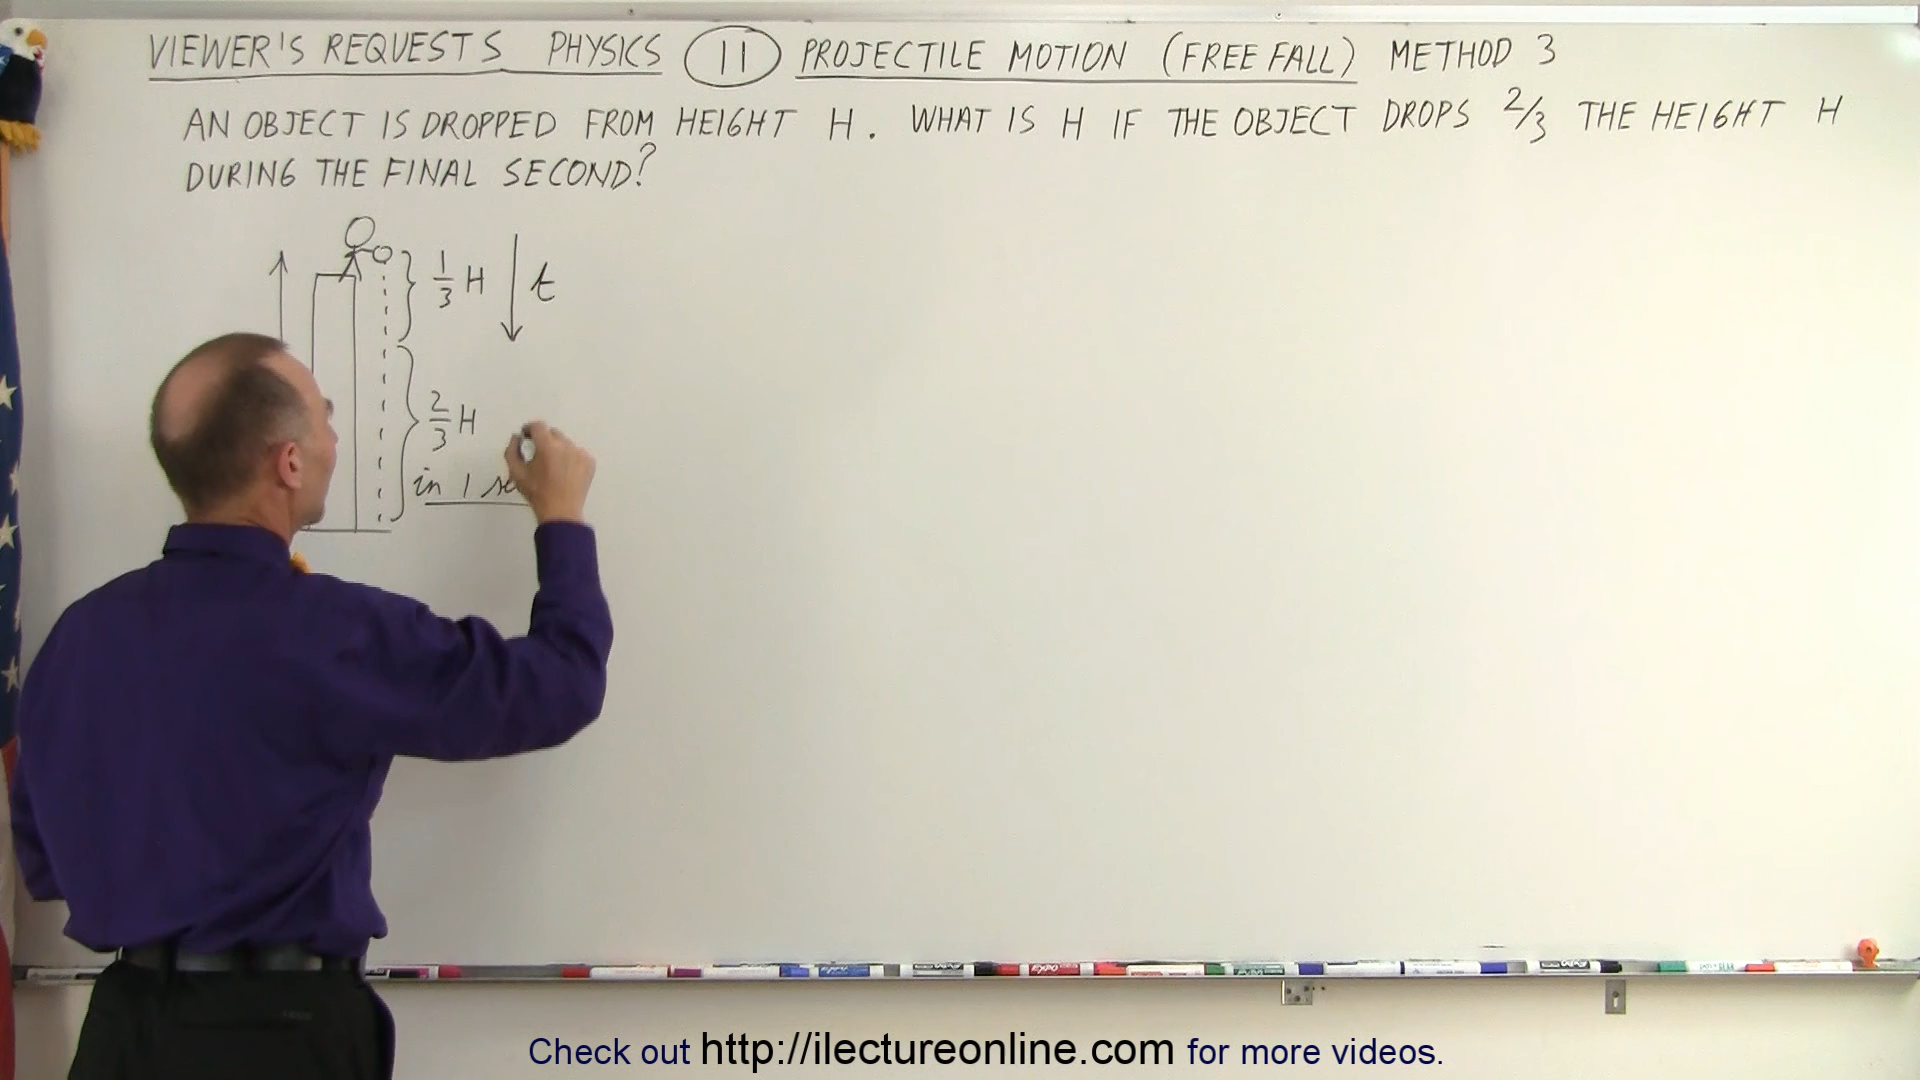 VIEWER'S REQUESTS PHYSICS 11 PROJECTILE MOTION (FREE FALL) METHOD 3
AN OBJECT IS DROPPED FROM HEIGHT H. WHAT IS H IF THE OBJECT DROPS 2/3 THE HEIGHT H
DURING THE FINAL SECOND?
1/3 H t
2/3 H
in 1
Check out http://ilectureonline.com for more videos.